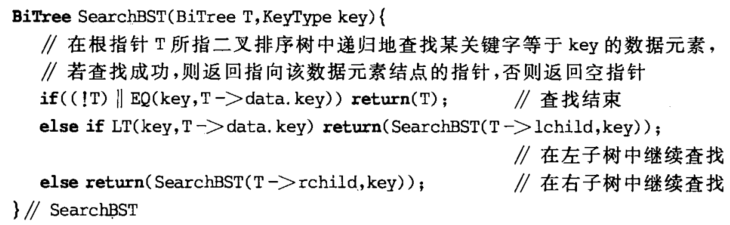 BiTree SearchBST(BiTree T,KeyType key){
// 在根指针 T 所指二叉排序树中递归地查找某关键字等于 key 的数据元素，
// 若查找成功，则返回指向该数据元素结点的指针，否则返回空指针
if((!T) || EQ(key,T->data.key)) return(T); // 查找结束
else if LT(key,T->data.key) return(SearchBST(T->lchild,key));
// 在左子树中继续查找
else return(SearchBST(T->rchild,key)); // 在右子树中继续查找
}// SearchBST